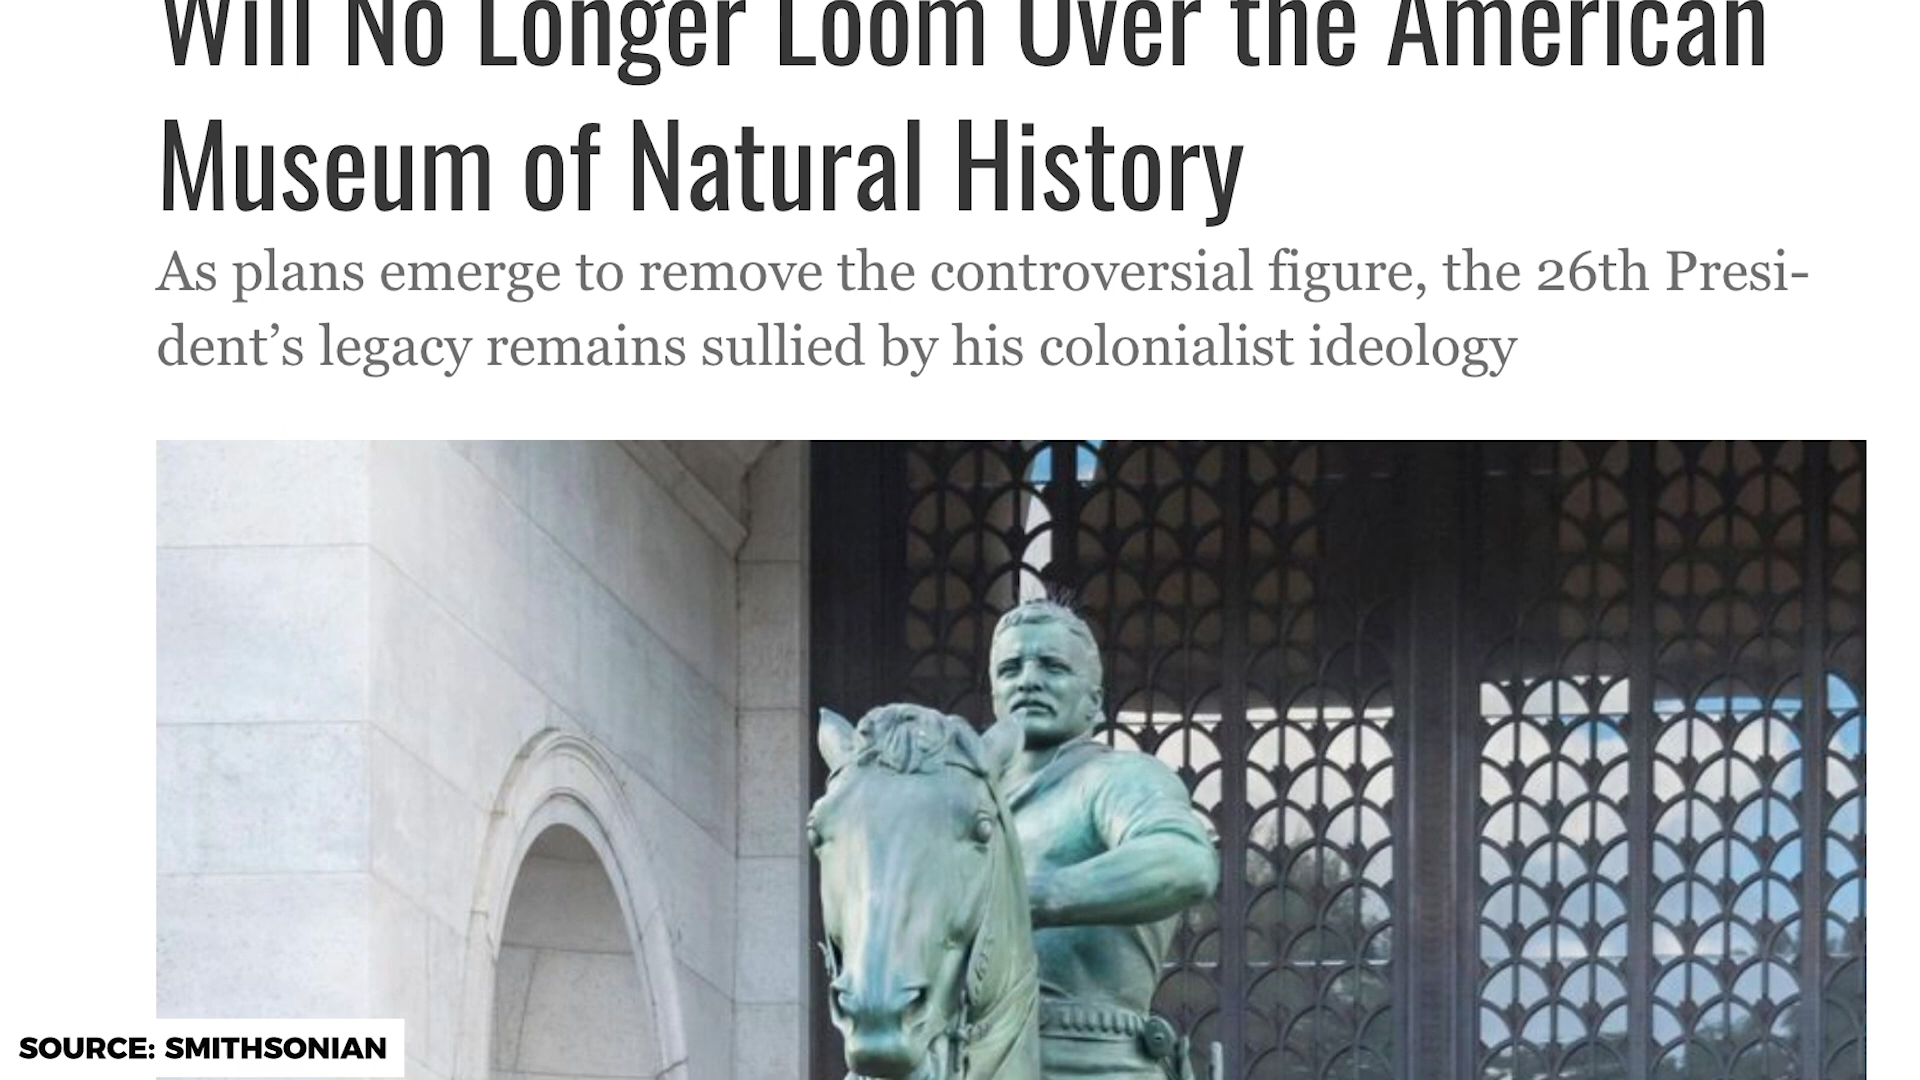 Will No Longer Loom Over the American
Museum of Natural History
As plans emerge to remove the controversial figure, the 26th Presi-
dent’s legacy remains sullied by his colonialist ideology
SOURCE: SMITHSONIAN